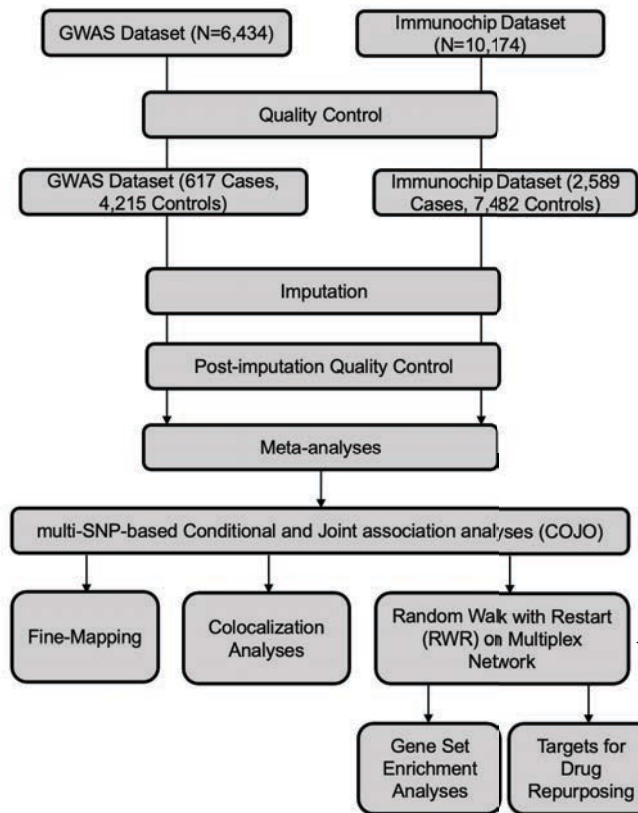 GWAS Dataset (N=6,434)
Immunochip Dataset
(N=10,174)
Quality Control
GWAS Dataset (617 Cases,
4,215 Controls)
Immunochip Dataset (2,589
Cases, 7,482 Controls)
Imputation
Post-imputation Quality Control
Meta-analyses
multi-SNP-based Conditional and Joint association analyses (COJO)
Fine-Mapping
Colocalization
Analyses
Random Walk with Restart
(RWR) on Multiplex
Network
Gene Set
Enrichment
Analyses
Targets for
Drug
Repurposing